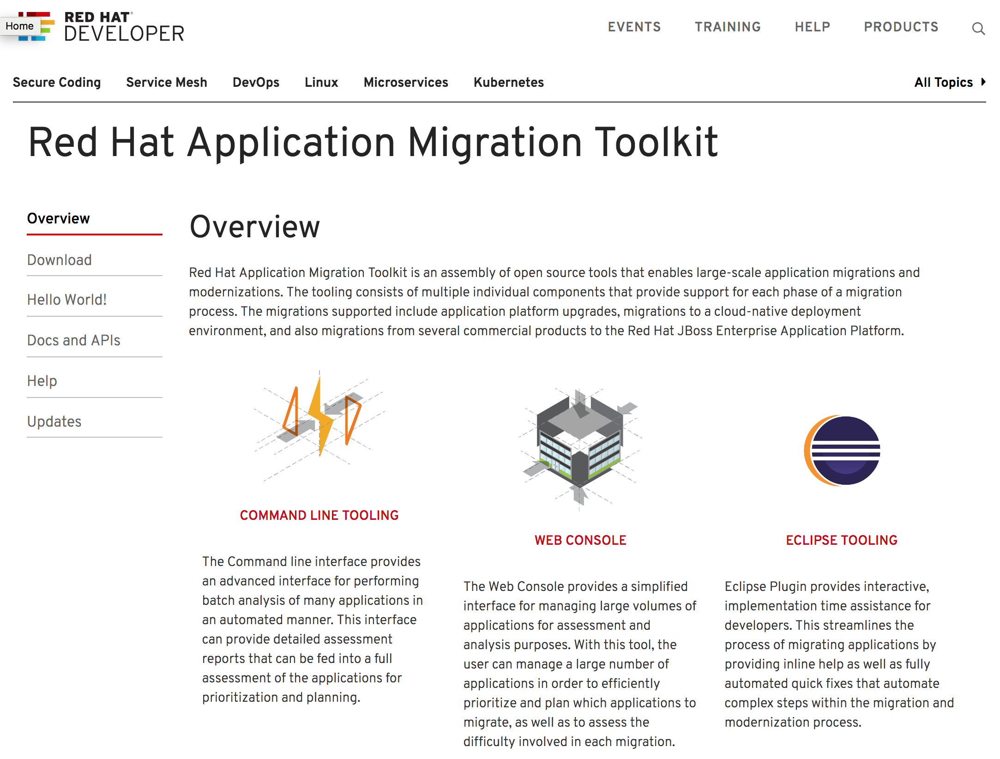 RED HAT®
DEVELOPER
Home
EVENTS TRAINING HELP PRODUCTS
Secure Coding Service Mesh DevOps Linux Microservices Kubernetes All Topics
Red Hat Application Migration Toolkit
Overview
Download
Hello World!
Docs and APIs
Help
Updates
Overview
Red Hat Application Migration Toolkit is an assembly of open source tools that enables large-scale application migrations and
modernizations. The tooling consists of multiple individual components that provide support for each phase of a migration
process. The migrations supported include application platform upgrades, migrations to a cloud-native deployment
environment, and also migrations from several commercial products to the Red Hat JBoss Enterprise Application Platform.
COMMAND LINE TOOLING
The Command line interface provides
an advanced interface for performing
batch analysis of many applications in
an automated manner. This interface
can provide detailed assessment
reports that can be fed into a full
assessment of the applications for
prioritization and planning.
WEB CONSOLE
The Web Console provides a simplified
interface for managing large volumes of
applications for assessment and
analysis purposes. With this tool, the
user can manage a large number of
applications in order to efficiently
prioritize and plan which applications to
migrate, as well as to assess the
difficulty involved in each migration.
ECLIPSE TOOLING
Eclipse Plugin provides interactive,
implementation time assistance for
developers. This streamlines the
process of migrating applications by
providing inline help as well as fully
automated quick fixes that automate
complex steps within the migration and
modernization process.